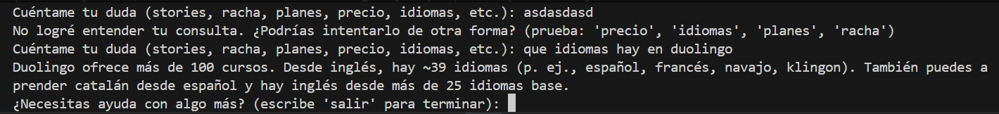 Cuéntame tu duda (stories, racha, planes, precio, idiomas, etc.): asdasdasd
No logré entender tu consulta. ¿Podrías intentarlo de otra forma? (prueba: 'precio', 'idiomas', 'planes', 'racha')
Cuéntame tu duda (stories, racha, planes, precio, idiomas, etc.): que idiomas hay en duolingo
Duolingo ofrece más de 100 cursos. Desde inglés, hay ~39 idiomas (p. ej., español, francés, navajo, klingon). También puedes a
prender catalán desde español y hay inglés desde más de 25 idiomas base.
¿Necesitas ayuda con algo más? (escribe 'salir' para terminar):